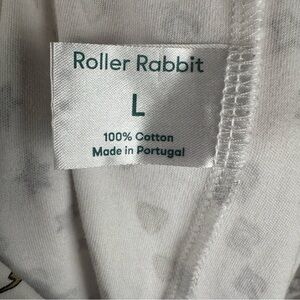 Roller Rabbit
L
100% Cotton
Made in Portugal